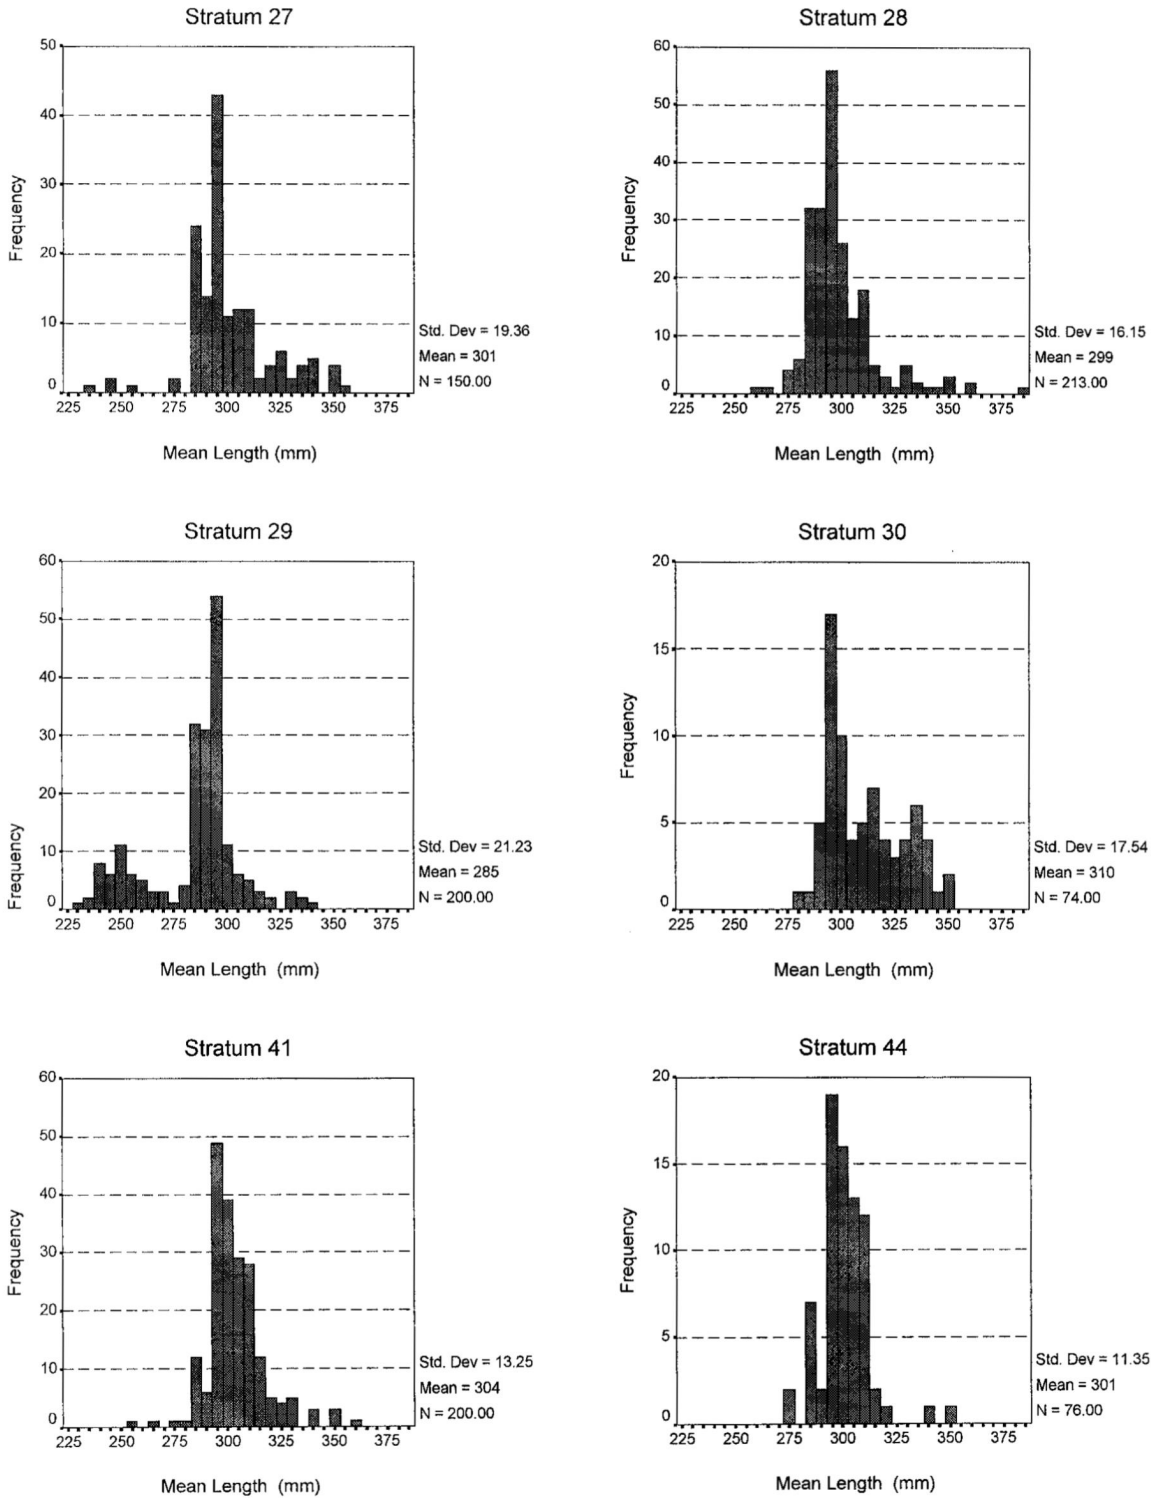 Stratum 27
50
40
30
20
10
0
Frequency
225 250 275 300 325 350 375
Mean Length (mm)
Std. Dev = 19.36
Mean = 301
N = 150.00
Stratum 28
60
50
40
30
20
10
0
Frequency
225 250 275 300 325 350 375
Mean Length (mm)
Std. Dev = 16.15
Mean = 299
N = 213.00
Stratum 29
60
50
40
30
20
10
0
Frequency
225 250 275 300 325 350 375
Mean Length (mm)
Std. Dev = 21.23
Mean = 285
N = 200.00
Stratum 30
20
15
10
5
0
Frequency
225 250 275 300 325 350 375
Mean Length (mm)
Std. Dev = 17.54
Mean = 310
N = 74.00
Stratum 41
60
50
40
30
20
10
0
Frequency
225 250 275 300 325 350 375
Mean Length (mm)
Std. Dev = 13.25
Mean = 304
N = 200.00
Stratum 44
20
15
10
5
0
Frequency
225 250 275 300 325 350 375
Mean Length (mm)
Std. Dev = 11.35
Mean = 301
N = 76.00